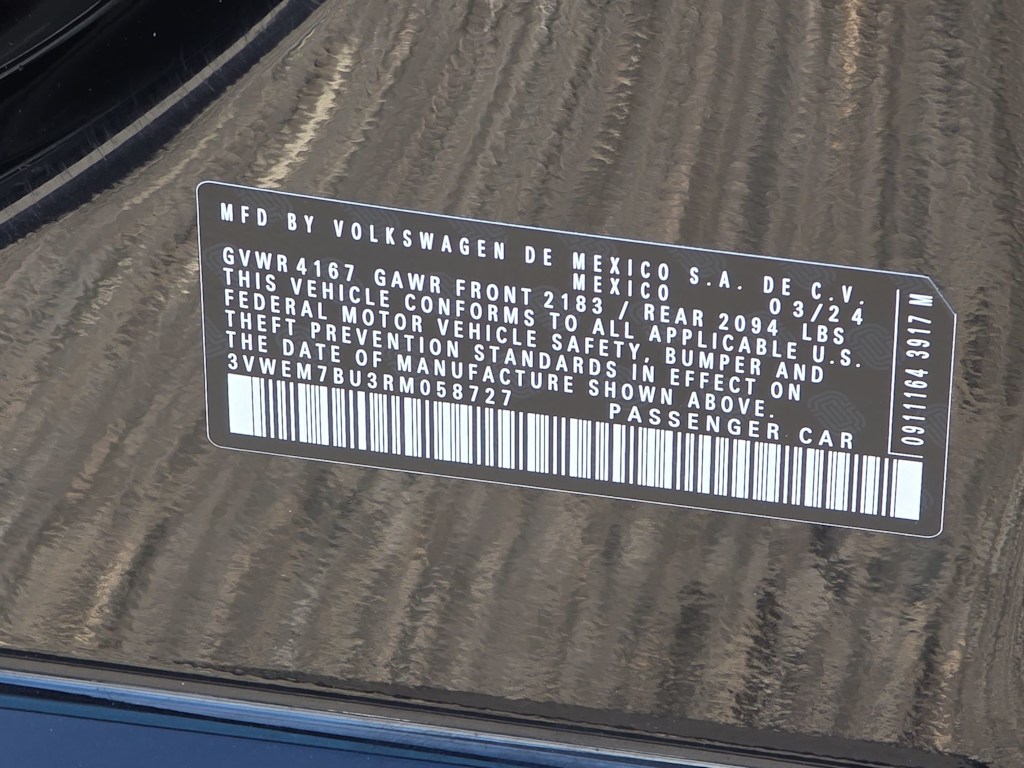 MFD BY VOLKSWAGEN DE MEXICO S.A. DE C.V.
MEXICO 03/24
GVWR 4167 GAWR FRONT 2183 / REAR 2094 LBS
THIS VEHICLE CONFORMS TO ALL APPLICABLE U.S.
FEDERAL MOTOR VEHICLE SAFETY, BUMPER AND
THEFT PREVENTION STANDARDS IN EFFECT ON
THE DATE OF MANUFACTURE SHOWN ABOVE.
3VWEM7BU3RM058727 PASSENGER CAR
0911164 3917 M